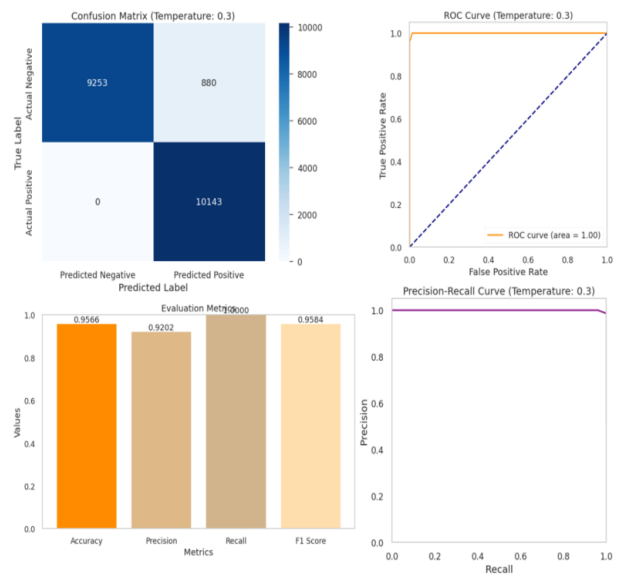 Confusion Matrix (Temperature: 0.3)
True Label
Actual Negative
Actual Positive
9253
880
0
10143
Predicted Negative
Predicted Positive
Predicted Label
10000
8000
6000
4000
2000
0
ROC Curve (Temperature: 0.3)
True Positive Rate
1.0
0.8
0.6
0.4
0.2
0.0
ROC curve (area = 1.00)
0.0
0.2
0.4
0.6
0.8
1.0
False Positive Rate
Evaluation Metrics
Values
1.0
0.8
0.6
0.4
0.2
0.0
0.9566
0.9202
1.0000
0.9584
Accuracy
Precision
Recall
F1 Score
Metrics
Precision-Recall Curve (Temperature: 0.3)
Precision
1.0
0.8
0.6
0.4
0.2
0.0
0.0
0.2
0.4
0.6
0.8
1.0
Recall